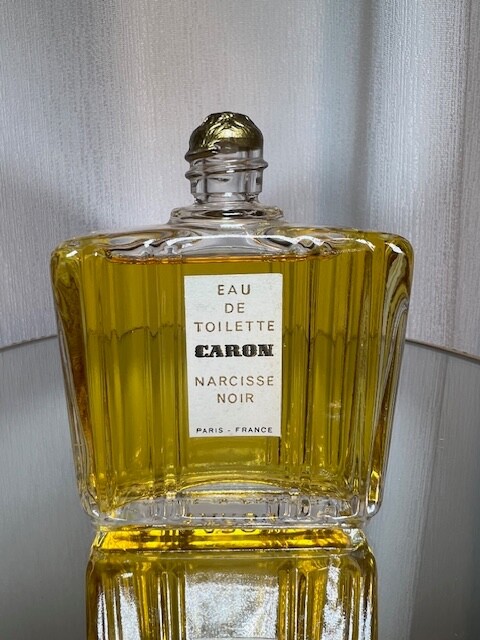 EAU
DE
TOILETTE
CARON
NARCISSE
NOIR
PARIS - FRANCE